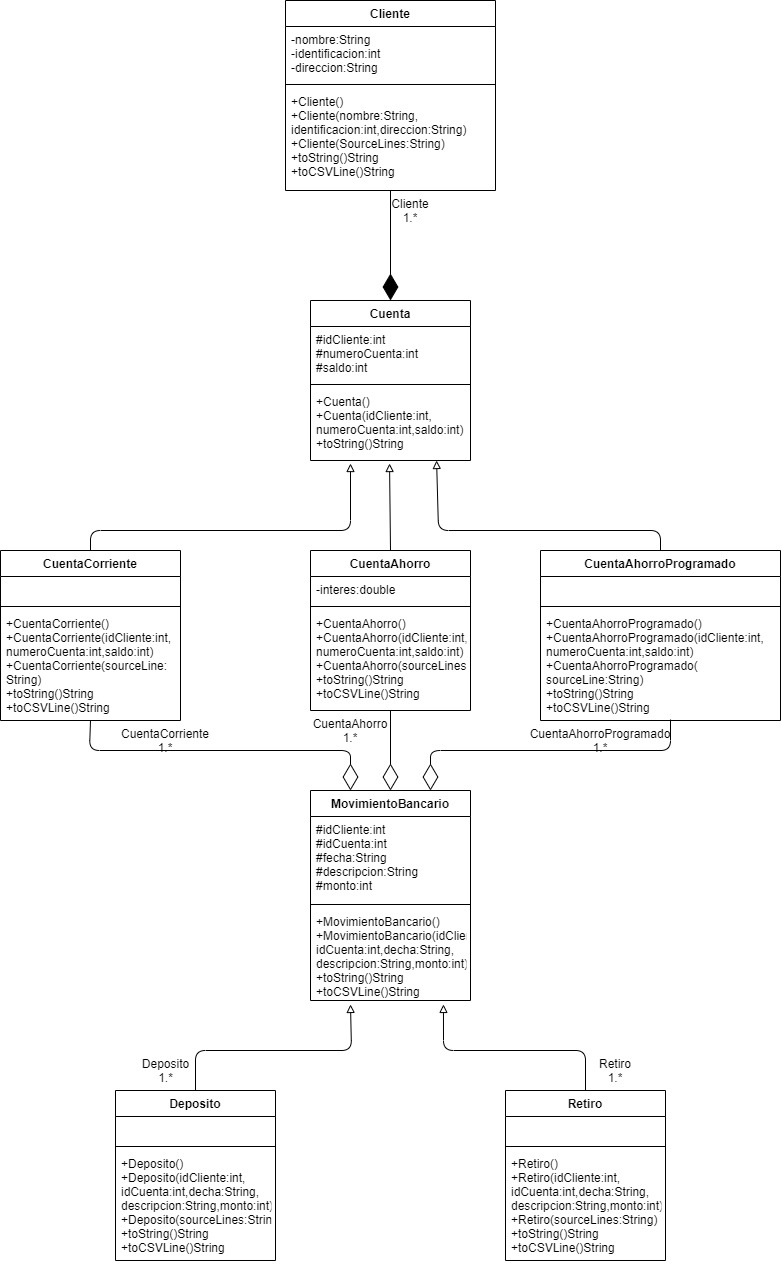 Cliente
-nombre:String
-identificacion:int
-direccion:String
+Cliente()
+Cliente(nombre:String,
identificacion:int,direccion:String)
+Cliente(SourceLines:String)
+toString()String
+toCSVLine()String
Cliente
1.*
Cuenta
#idCliente:int
#numeroCuenta:int
#saldo:int
+Cuenta()
+Cuenta(idCliente:int,
numeroCuenta:int,saldo:int)
+toString()String
CuentaCorriente
+CuentaCorriente()
+CuentaCorriente(idCliente:int,
numeroCuenta:int,saldo:int)
+CuentaCorriente(sourceLine:
String)
+toString()String
+toCSVLine()String
CuentaCorriente
1.*
CuentaAhorro
-interes:double
+CuentaAhorro()
+CuentaAhorro(idCliente:int,
numeroCuenta:int,saldo:int)
+CuentaAhorro(sourceLines
+toString()String
+toCSVLine()String
CuentaAhorro
1.*
CuentaAhorroProgramado
+CuentaAhorroProgramado()
+CuentaAhorroProgramado(idCliente:int,
numeroCuenta:int,saldo:int)
+CuentaAhorroProgramado(
sourceLine:String)
+toString()String
+toCSVLine()String
CuentaAhorroProgramado
1.*
MovimientoBancario
#idCliente:int
#idCuenta:int
#fecha:String
#descripcion:String
#monto:int
+MovimientoBancario()
+MovimientoBancario(idClie
idCuenta:int,decha:String,
descripcion:String,monto:int)
+toString()String
+toCSVLine()String
Deposito
1.*
Deposito
+Deposito()
+Deposito(idCliente:int,
idCuenta:int,decha:String,
descripcion:String,monto:int)
+Deposito(sourceLines:Strin
+toString()String
+toCSVLine()String
Retiro
1.*
Retiro
+Retiro()
+Retiro(idCliente:int,
idCuenta:int,decha:String,
descripcion:String,monto:int)
+Retiro(sourceLines:String)
+toString()String
+toCSVLine()String